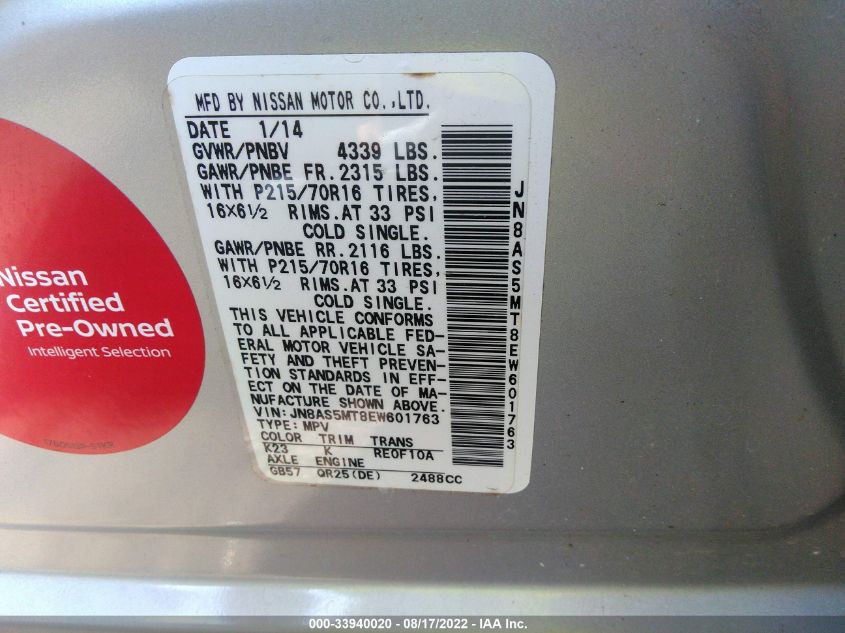 MFD BY NISSAN MOTOR CO.,LTD.
DATE 1/14
GVWR/PNBV 4339 LBS.
GAWR/PNBE FR. 2315 LBS.
WITH P215/70R16 TIRES,
16X6½ RIMS. AT 33 PSI
COLD SINGLE.
GAWR/PNBE RR. 2116 LBS.
WITH P215/70R16 TIRES,
16X6½ RIMS. AT 33 PSI
COLD SINGLE.
THIS VEHICLE CONFORMS
TO ALL APPLICABLE FED-
ERAL MOTOR VEHICLE SA-
FETY AND THEFT PREVEN-
TION STANDARDS IN EFF-
ECT ON THE DATE OF MA-
NUFACTURE SHOWN ABOVE.
VIN: JN8AS5MT8EW601763
TYPE: MPV
COLOR TRIM TRANS
K23 K RE0F10A
AXLE ENGINE
GB57 QR25(DE) 2488CC
JN8AS5MT8EW601763
Nissan
Certified
Pre-Owned
Intelligent Selection
000-33940020 - 08/17/2022 - IAA Inc.